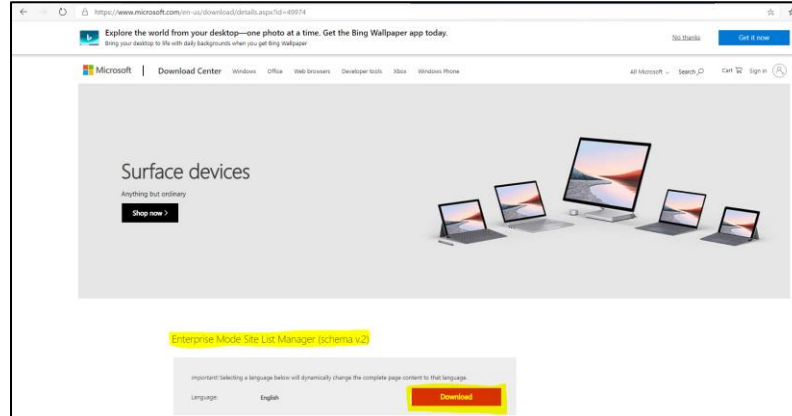 https://www.microsoft.com/en-us/download/details.aspx?id=49974
Explore the world from your desktop—one photo at a time. Get the Bing Wallpaper app today.
Bring your desktop to life with daily backgrounds when you get Bing Wallpaper
No thanks
Get it now
Microsoft
Download Center
Windows
Office
Web browsers
Developer tools
Xbox
Windows Phone
All Microsoft
Search
Cart
Sign in
Surface devices
Anything but ordinary
Shop now >
Enterprise Mode Site List Manager (schema v.2)
Important! Selecting a language below will dynamically change the complete page content to that language.
Language:
English
Download